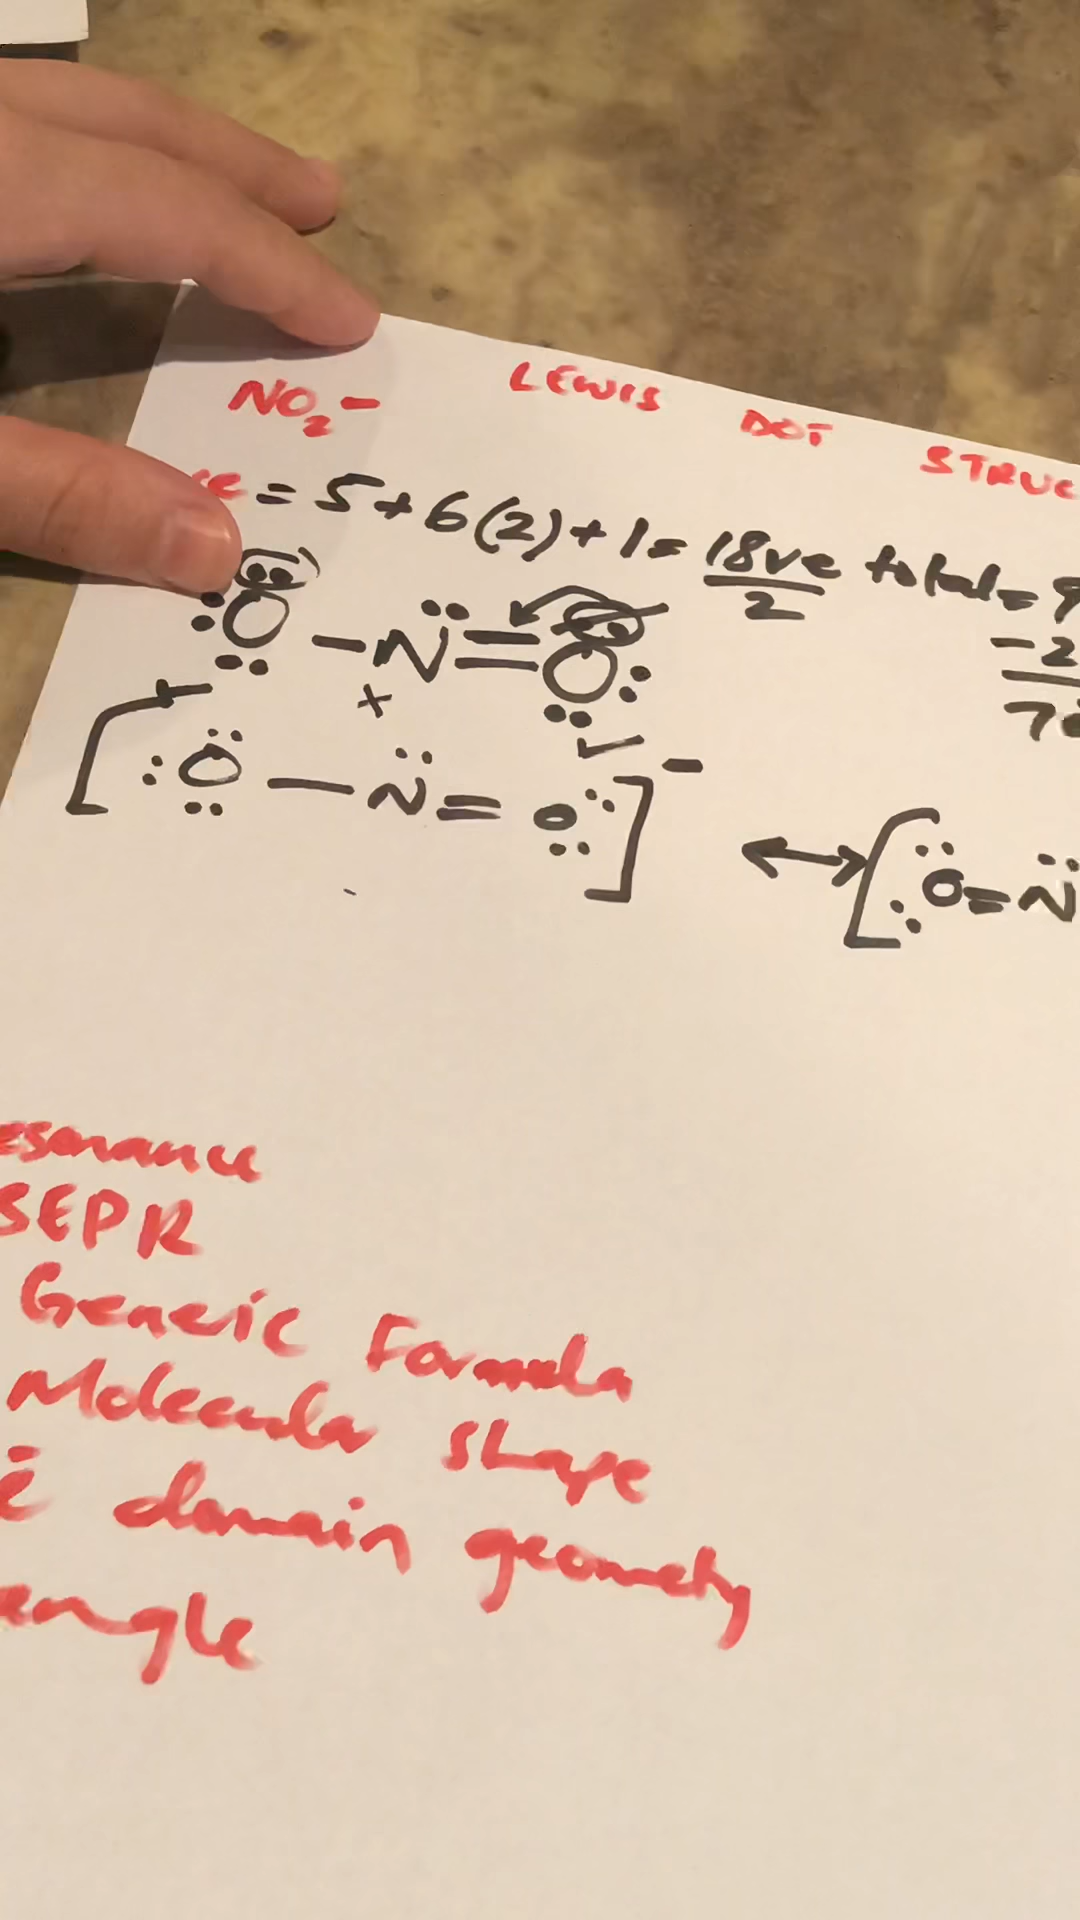 NO₂⁻ LEWIS DOT STRUC
= 5+6(2)+1= 18ve total= 9
2
-2
7
O -N=O
x
[:O — N = O]⁻ ↔ [O=N
esonance
SEPR
Generic Formula
Molecular shape
ē domain geometry
angle